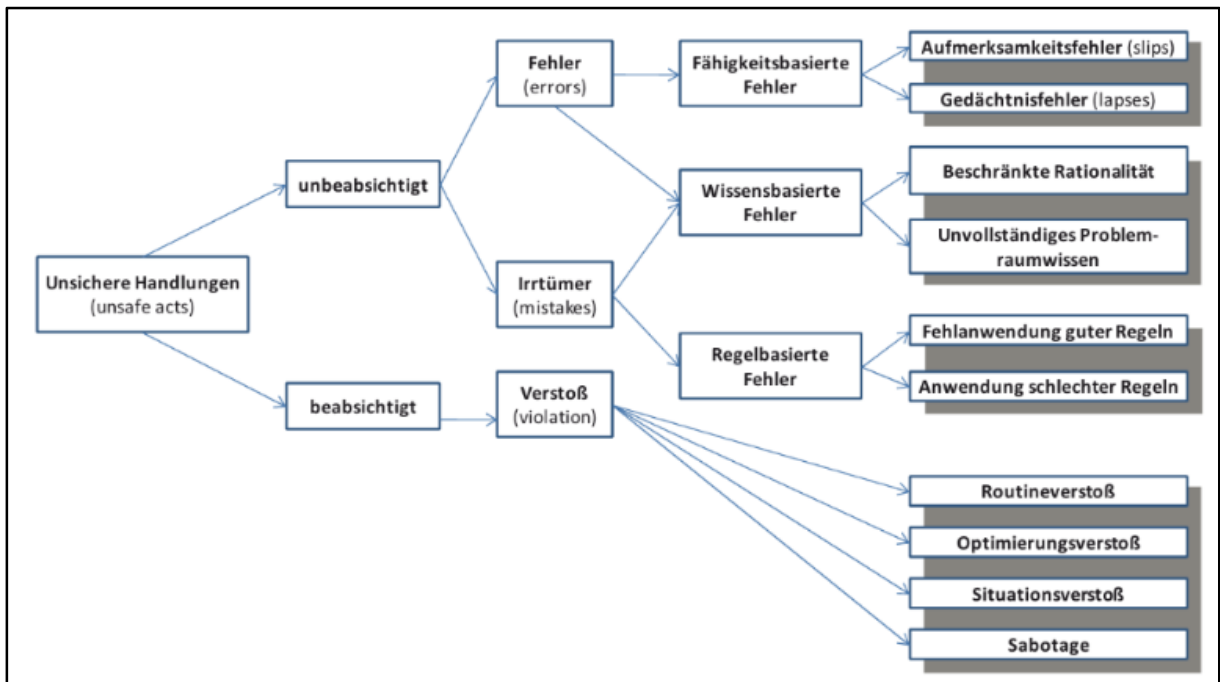 Fehler
(errors)
Fähigkeitsbasierte
Fehler
Aufmerksamkeitsfehler (slips)
Gedächtnisfehler (lapses)
unbeabsichtigt
Wissensbasierte
Fehler
Beschränkte Rationalität
Unvollständiges Problem-
raumwissen
Unsichere Handlungen
(unsafe acts)
Irrtümer
(mistakes)
Regelbasierte
Fehler
Fehlanwendung guter Regeln
Anwendung schlechter Regeln
beabsichtigt
Verstoß
(violation)
Routineverstoß
Optimierungsverstoß
Situationsverstoß
Sabotage